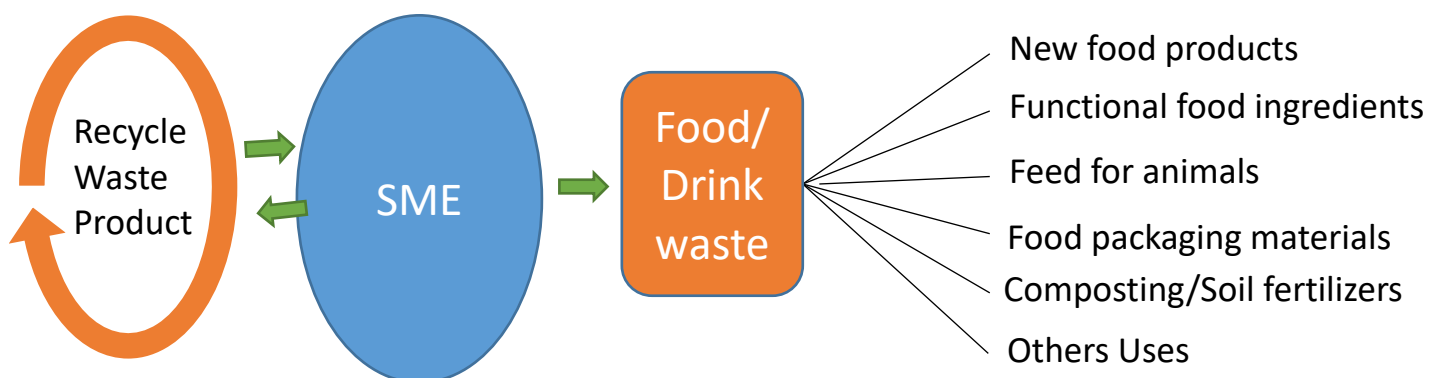 Recycle
Waste
Product
SME
Food/
Drink
waste
New food products
Functional food ingredients
Feed for animals
Food packaging materials
Composting/Soil fertilizers
Others Uses